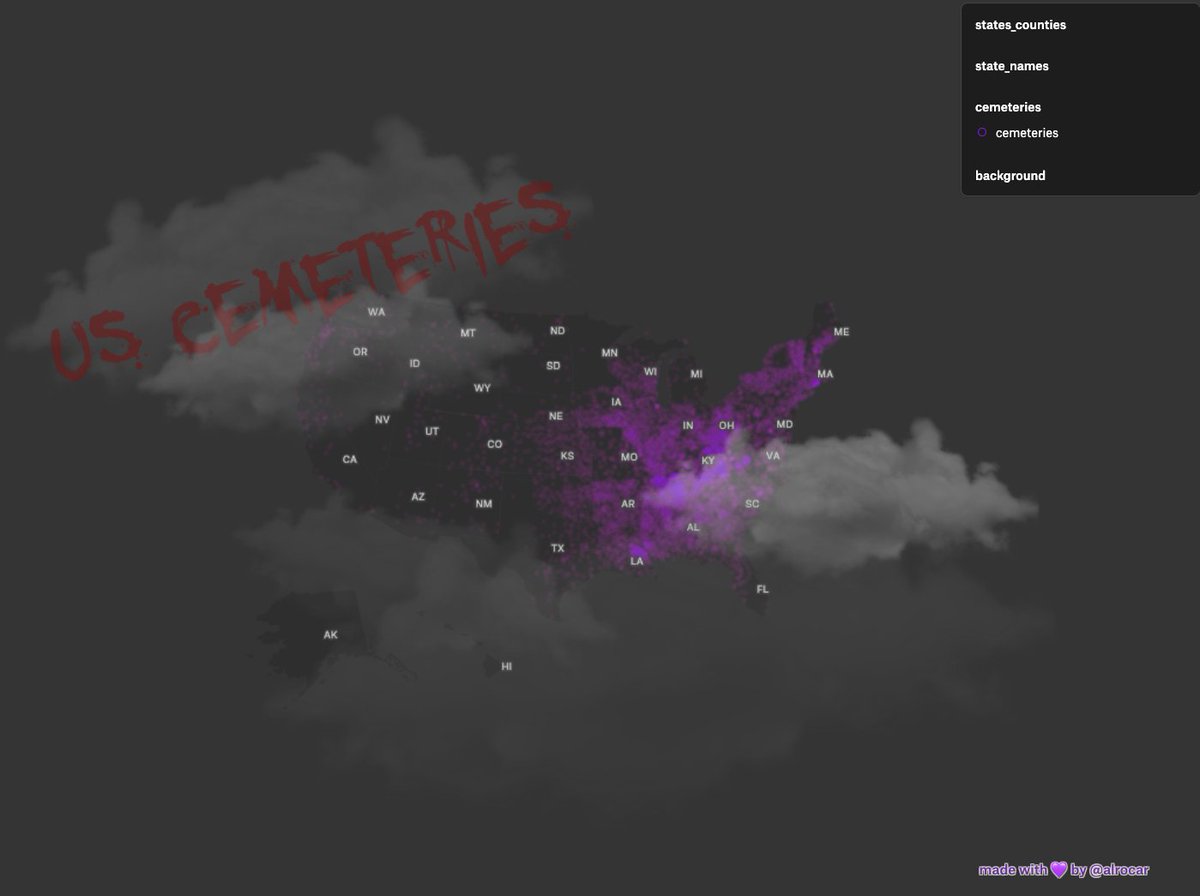 states_counties
state_names
cemeteries
cemeteries
background
US CEMETERIES
WA
MT
ND
MN
ME
OR
ID
SD
WI
MI
MA
WY
IA
NV
UT
NE
IN
OH
MD
CO
CA
KS
MO
KY
VA
AZ
NM
AR
SC
AL
TX
LA
FL
AK
HI
made with 💜 by @alrocar